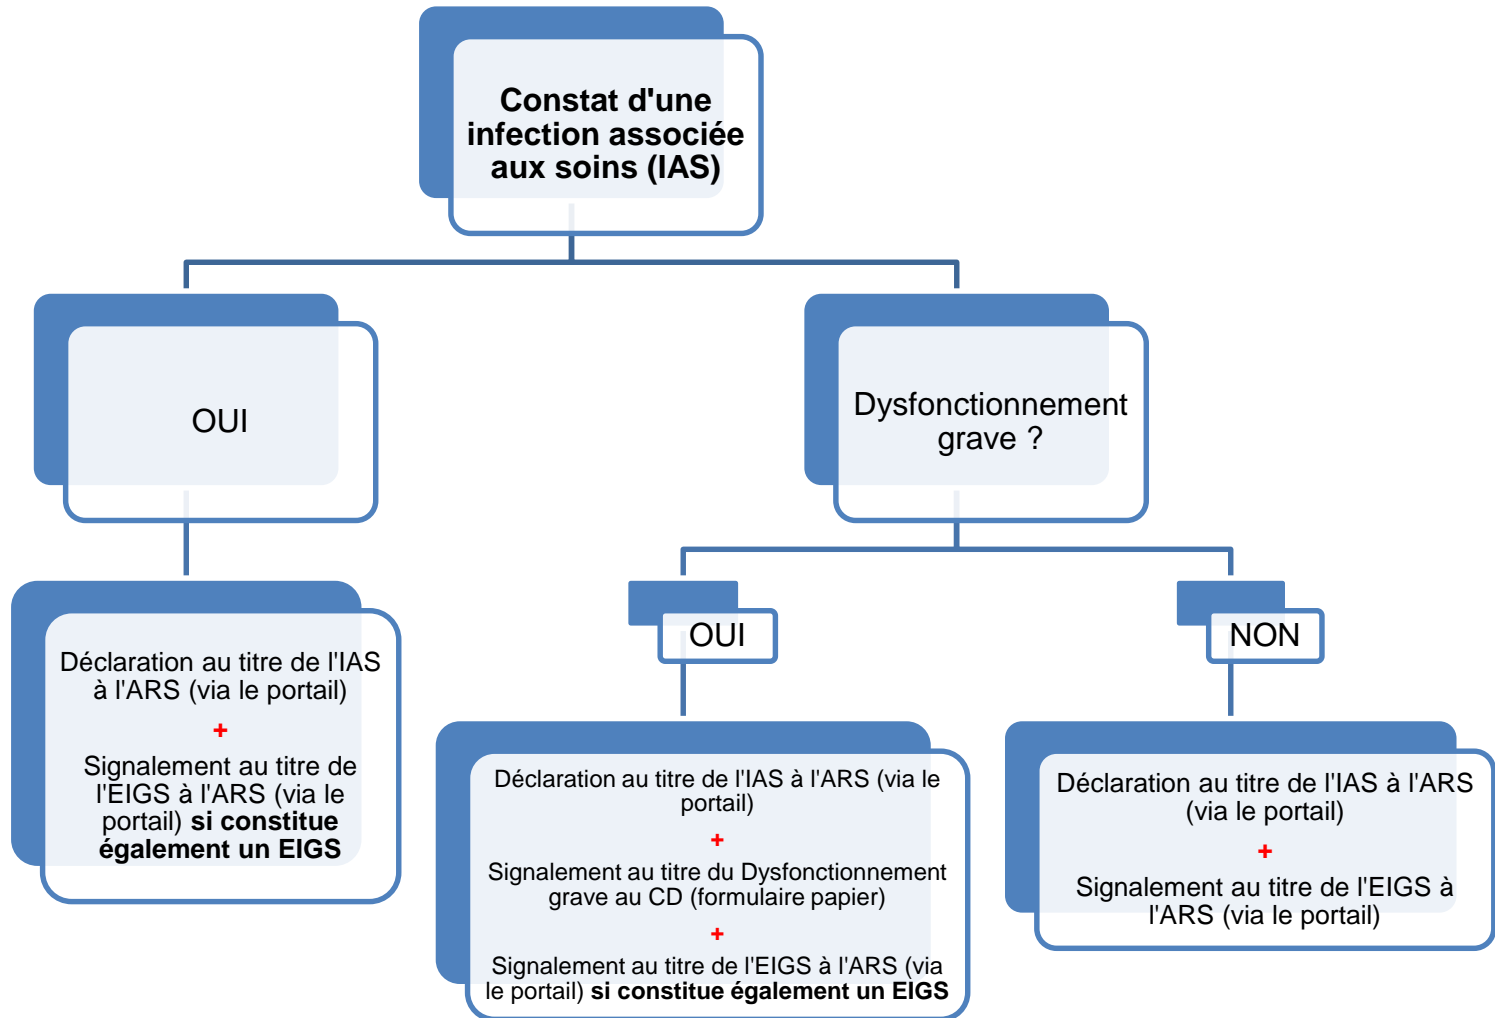 Constat d'une
infection associée
aux soins (IAS)
OUI
Dysfonctionnement
grave ?
Déclaration au titre de l'IAS
à l'ARS (via le portail)
+
Signalement au titre de
l'EIGS à l'ARS (via le
portail) si constitue
également un EIGS
OUI
NON
Déclaration au titre de l'IAS à l'ARS (via le
portail)
+
Signalement au titre du Dysfonctionnement
grave au CD (formulaire papier)
+
Signalement au titre de l'EIGS à l'ARS (via
le portail) si constitue également un EIGS
Déclaration au titre de l'IAS à l'ARS
(via le portail)
+
Signalement au titre de l'EIGS à
l'ARS (via le portail)